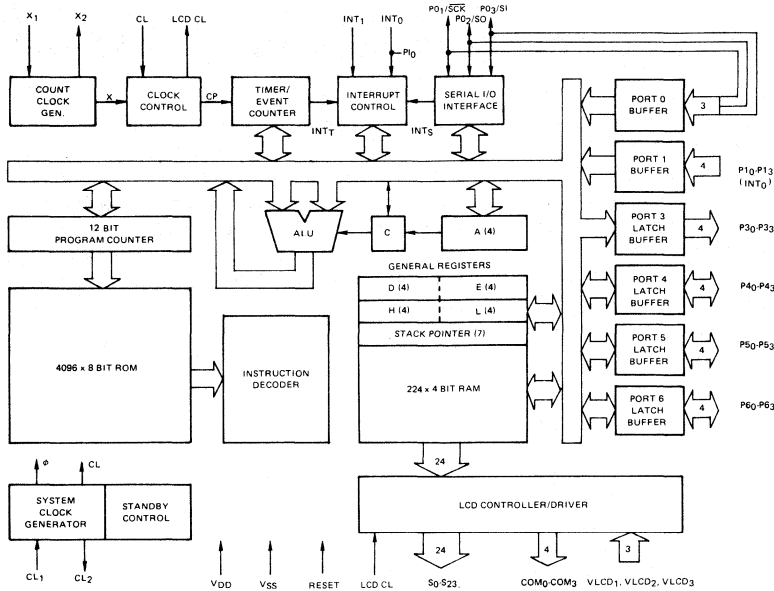 X1 X2 CL LCD CL INT1 INT0 P01/SCK P02/SO P03/SI
PI0
COUNT CLOCK GEN.
X
CLOCK CONTROL
CP
TIMER/ EVENT COUNTER
INTERRUPT CONTROL
SERIAL I/O INTERFACE
INTT INTS
PORT 0 BUFFER
3
PORT 1 BUFFER
4
P10-P13
(INT0)
12 BIT PROGRAM COUNTER
ALU
C
A (4)
PORT 3 LATCH BUFFER
4
P30-P33
GENERAL REGISTERS
D (4) E (4)
H (4) L (4)
STACK POINTER (7)
224 x 4 BIT RAM
PORT 4 LATCH BUFFER
4
P40-P43
PORT 5 LATCH BUFFER
4
P50-P53
PORT 6 LATCH BUFFER
4
P60-P63
4096 x 8 BIT ROM
INSTRUCTION DECODER
24
φ CL
SYSTEM CLOCK GENERATOR
STANDBY CONTROL
LCD CONTROLLER/DRIVER
24
4
3
CL1 CL2
VDD VSS RESET LCD CL S0-S23. COM0-COM3 VLCD1, VLCD2, VLCD3